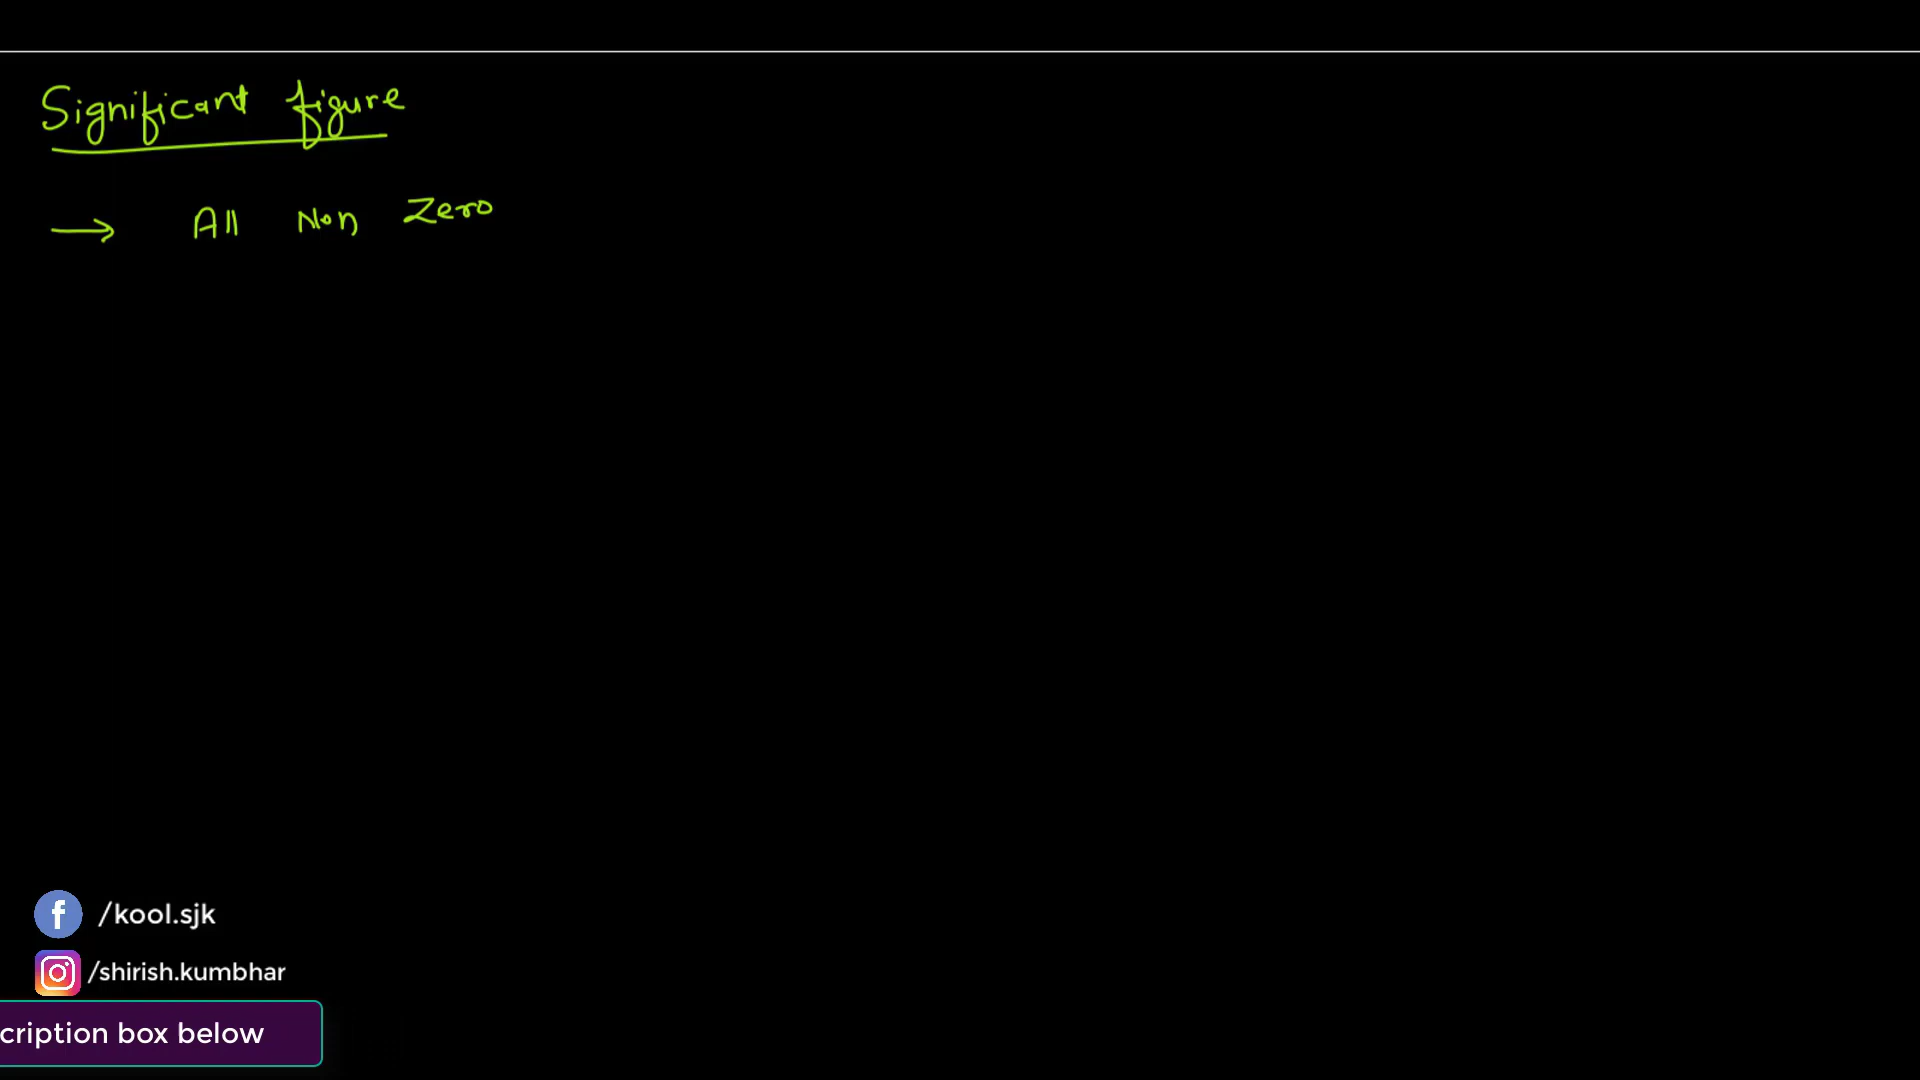 Significant figure
→ All Non Zero
/kool.sjk
/shirish.kumbhar
cription box below